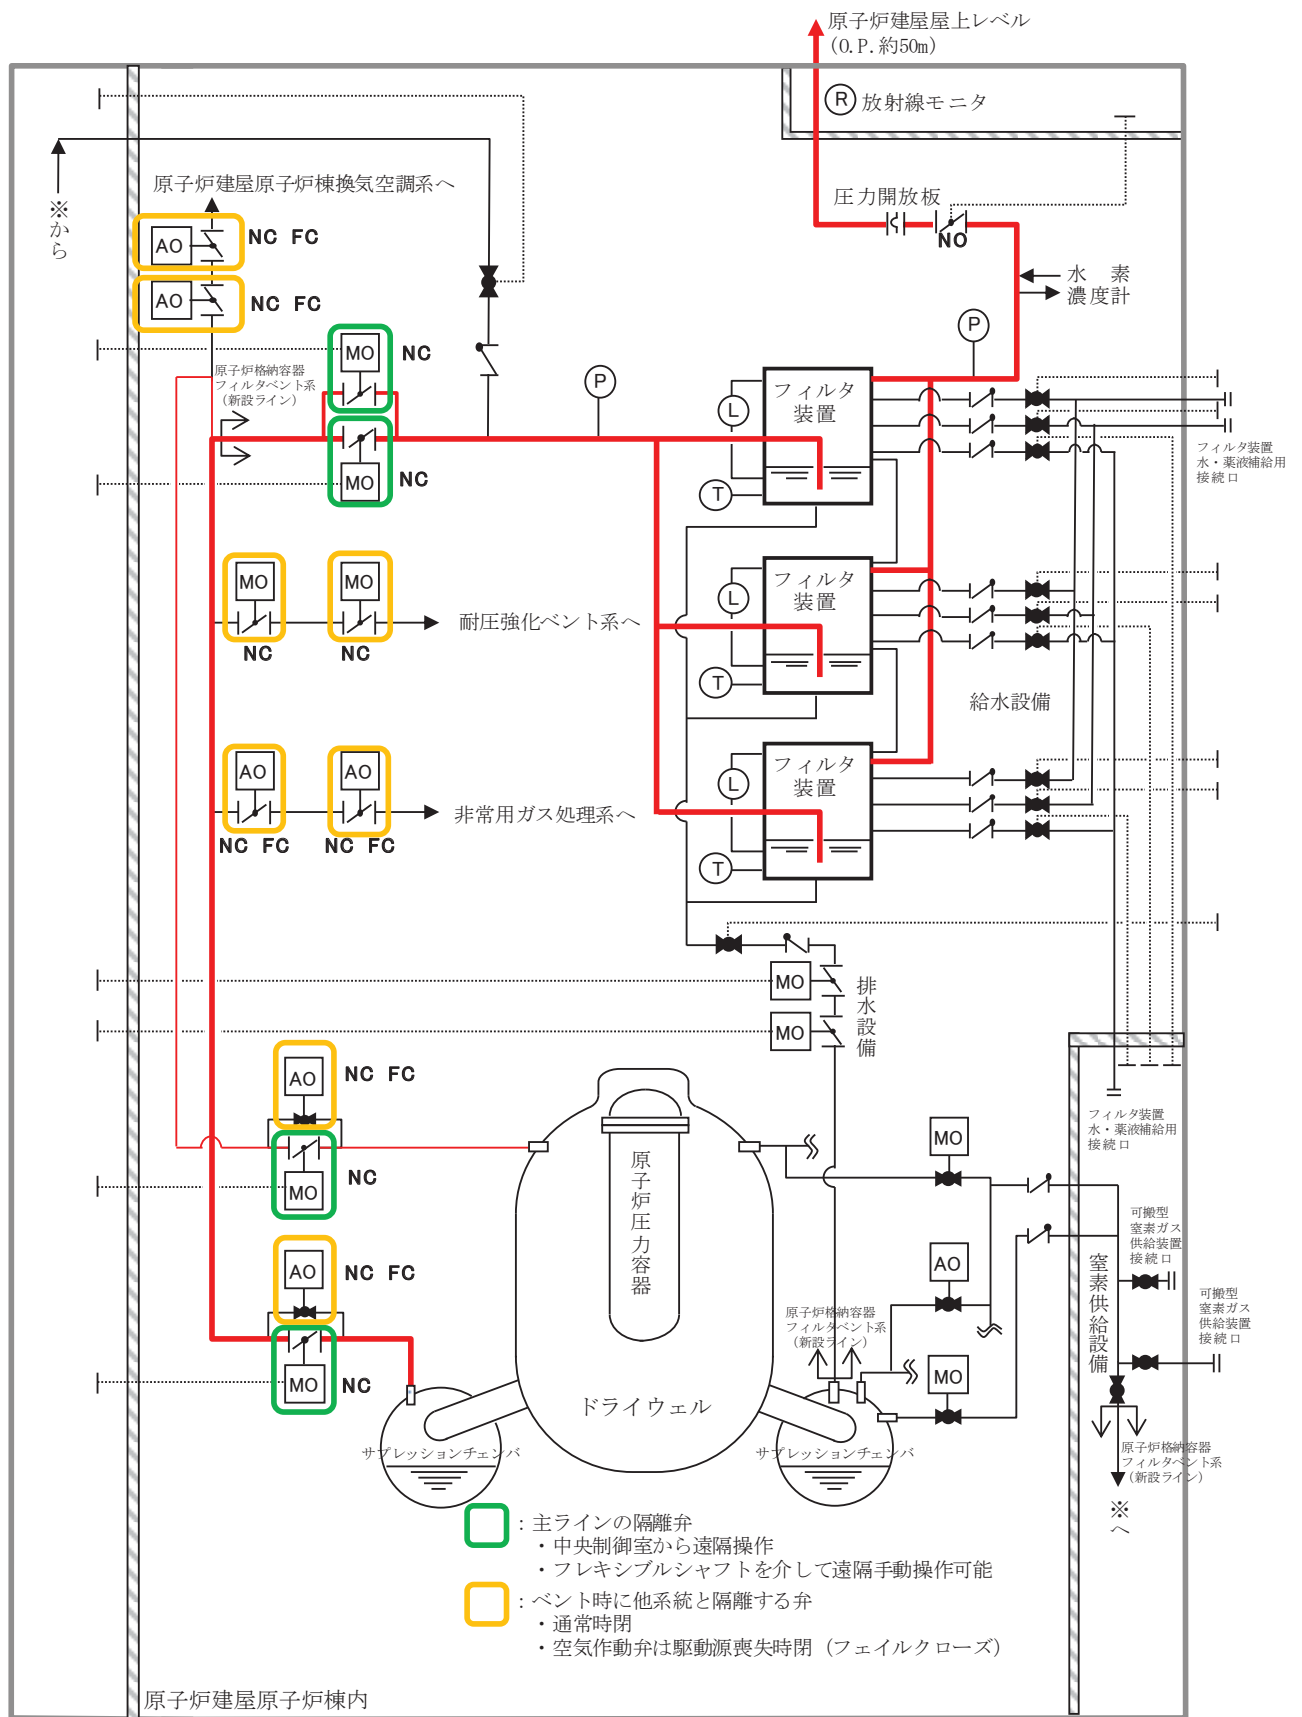 原子炉建屋屋上レベル
(O.P.約50m)
R 放射線モニタ
原子炉建屋原子炉棟換気空調系へ
※から
圧力開放板
NO
AO
NC FC
AO
NC FC
水 素
濃度計
P
P
MO
NC
原子炉格納容器
フィルタベント系
(新設ライン)
MO
NC
フィルタ
装置
L
T
フィルタ装置
水・薬液補給用
接続口
MO
NC
MO
NC
耐圧強化ベント系へ
フィルタ
装置
L
T
給水設備
AO
NC FC
AO
NC FC
非常用ガス処理系へ
フィルタ
装置
L
T
MO
MO
排水設備
AO
NC FC
MO
NC
AO
NC FC
MO
NC
原子炉圧力容器
ドライウェル
サプレッションチェンバ
サプレッションチェンバ
原子炉格納容器
フィルタベント系
(新設ライン)
MO
AO
MO
フィルタ装置
水・薬液補給用
接続口
可搬型
窒素ガス
供給装置
接続口
可搬型
窒素ガス
供給装置
接続口
窒素供給設備
原子炉格納容器
フィルタベント系
(新設ライン)
※へ
:主ラインの隔離弁
・中央制御室から遠隔操作
・フレキシブルシャフトを介して遠隔手動操作可能
:ベント時に他系統と隔離する弁
・通常時閉
・空気作動弁は駆動源喪失時閉(フェイルクローズ)
原子炉建屋原子炉棟内